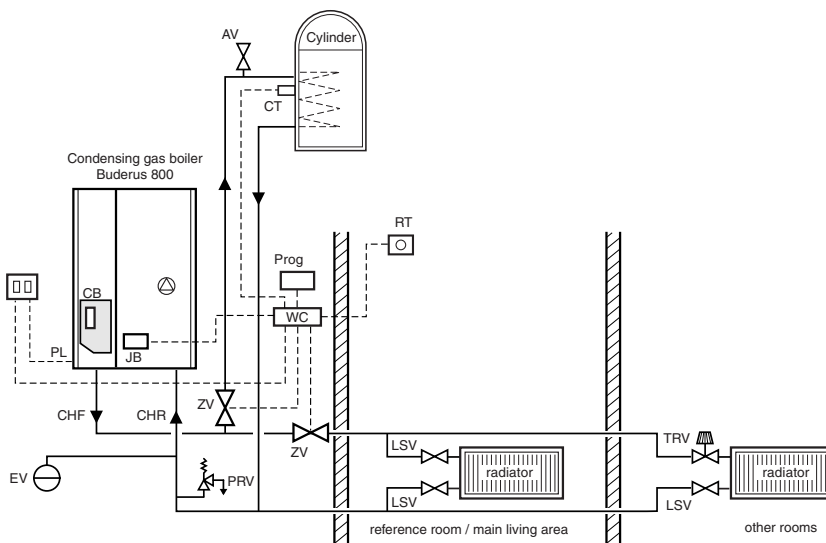 AV
Cylinder
CT
Condensing gas boiler
Buderus 800
RT
Prog
CB
WC
PL
JB
ZV
CHF
CHR
ZV
LSV
TRV
radiator
radiator
EV
PRV
LSV
LSV
reference room / main living area
other rooms